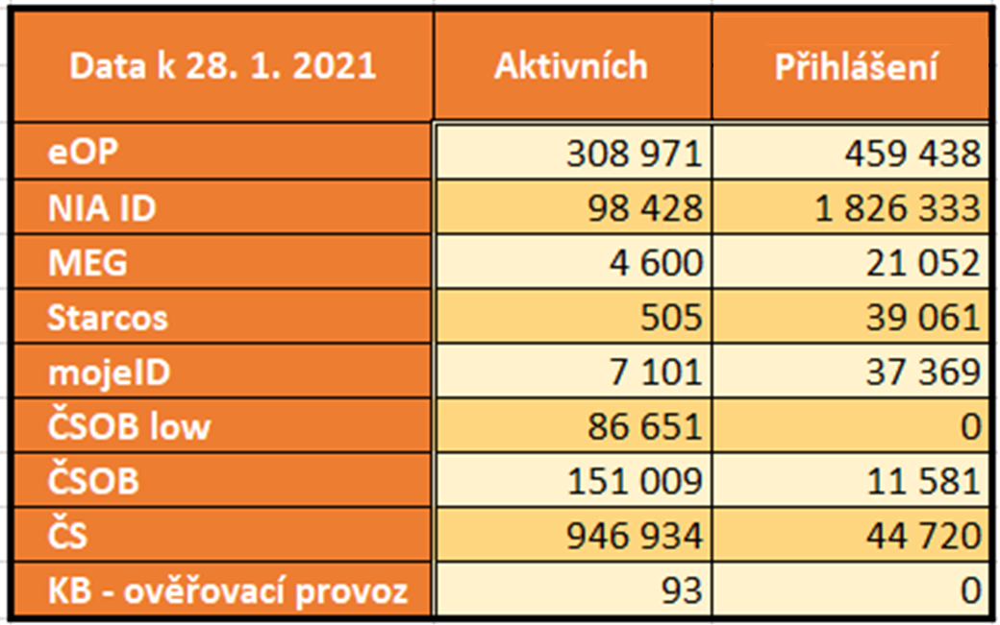 Data k 28. 1. 2021 Aktivních Přihlášení
eOP 308 971 459 438
NIA ID 98 428 1 826 333
MEG 4 600 21 052
Starcos 505 39 061
mojeID 7 101 37 369
ČSOB low 86 651 0
ČSOB 151 009 11 581
ČS 946 934 44 720
KB - ověřovací provoz 93 0